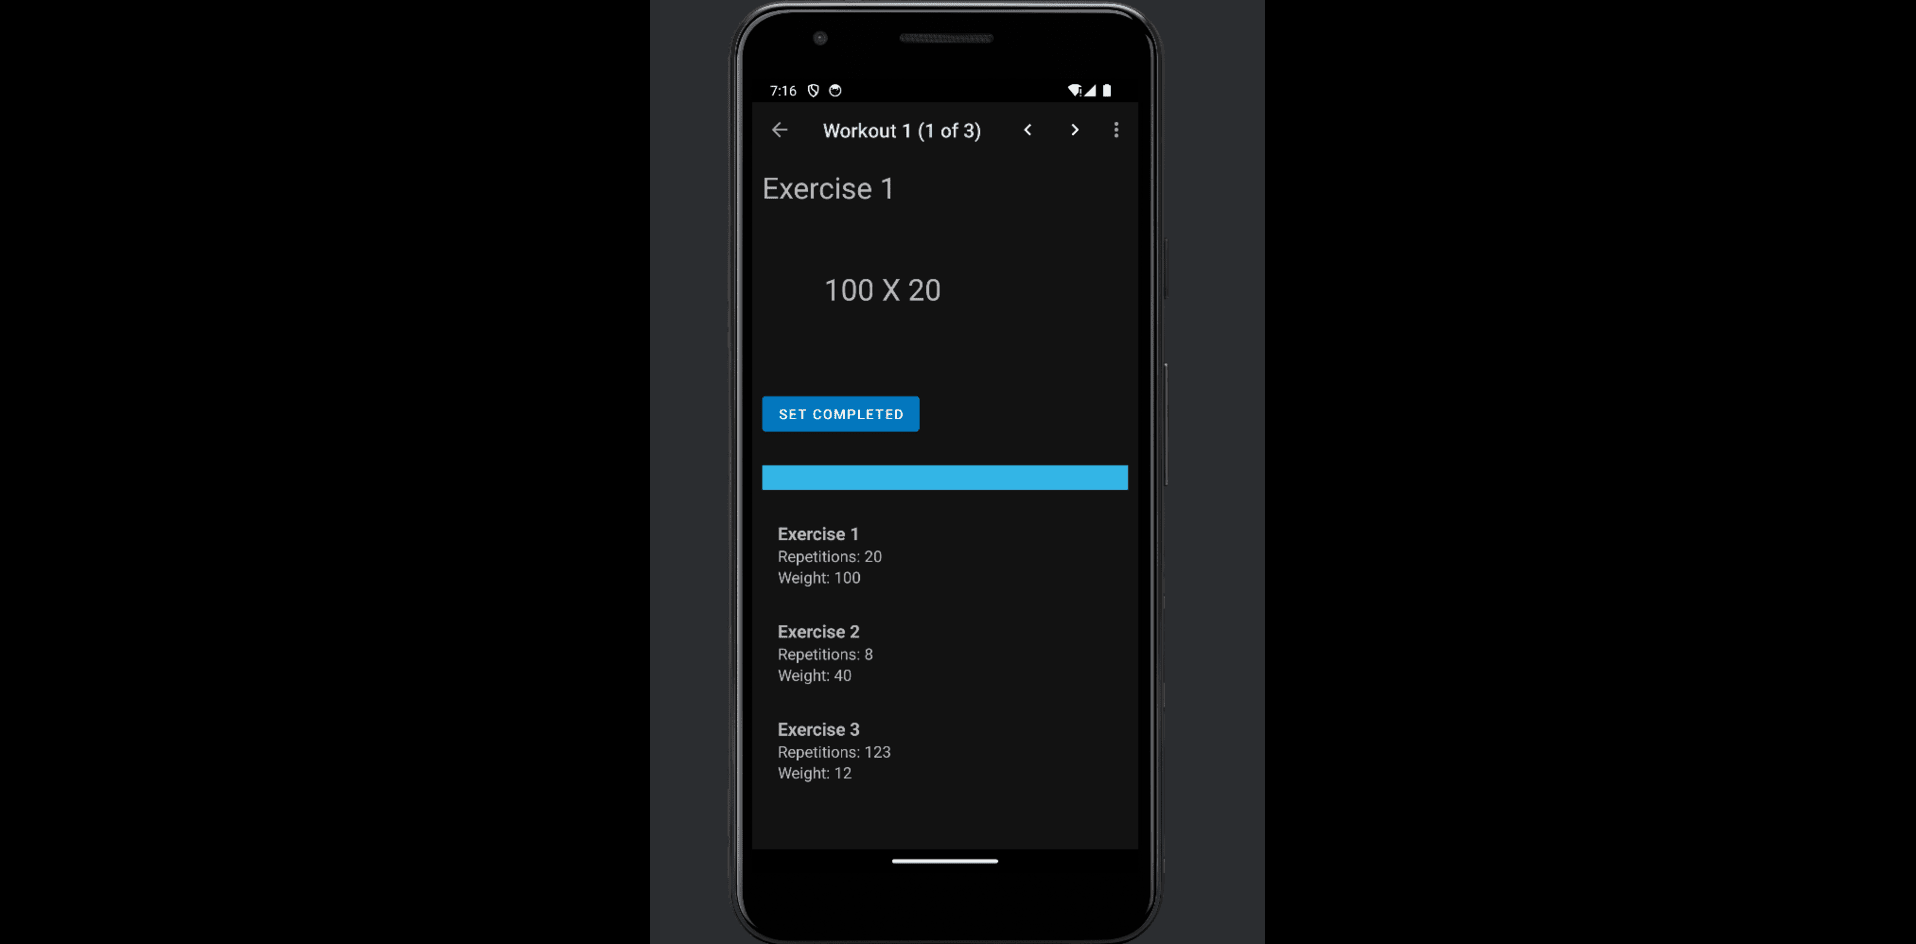 7:16
Workout 1 (1 of 3)
Exercise 1
100 X 20
SET COMPLETED
Exercise 1
Repetitions: 20
Weight: 100
Exercise 2
Repetitions: 8
Weight: 40
Exercise 3
Repetitions: 123
Weight: 12